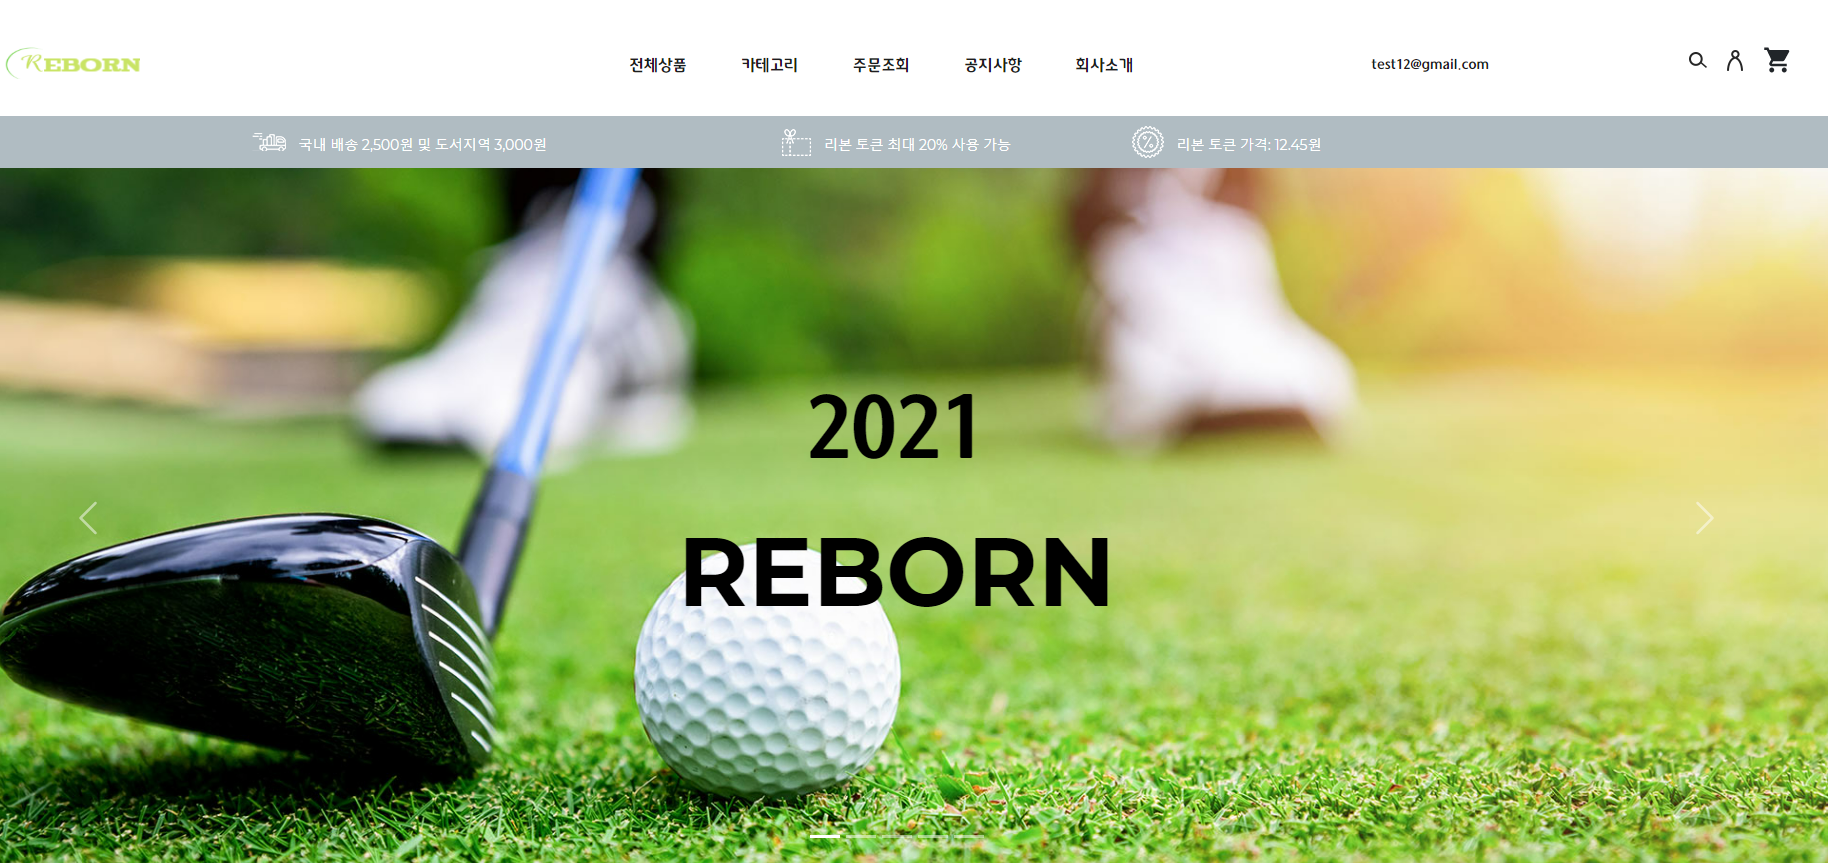 REBORN
전체상품 카테고리 주문조회 공지사항 회사소개 test12@gmail.com
국내 배송 2,500원 및 도서지역 3,000원 리본 토큰 최대 20% 사용 가능 리본 토큰 가격: 12.45원
2021
REBORN